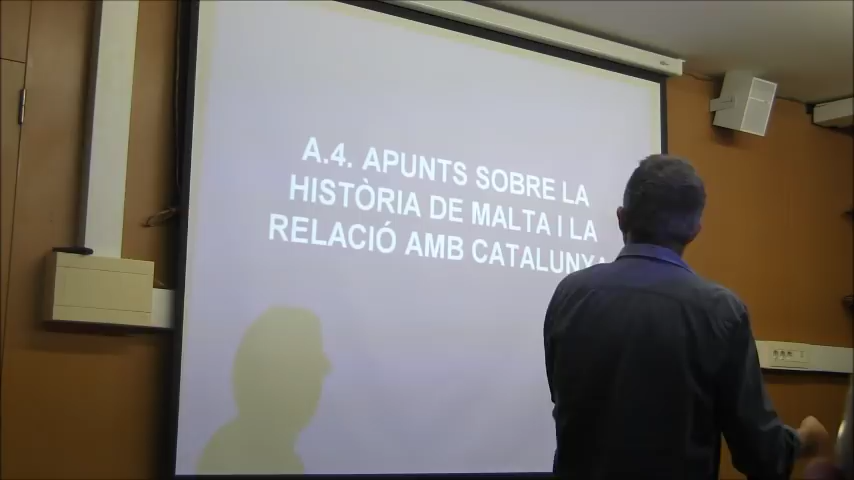 A.4. APUNTS SOBRE LA
HISTÒRIA DE MALTA I LA
RELACIÓ AMB CATALUNYA